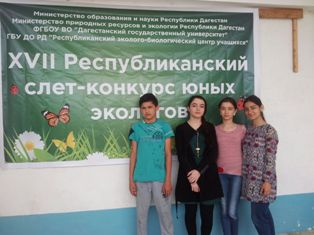 Министерство образования и науки Республики Дагестан
Министерство природных ресурсов и экологии Республики Дагестан
ФГБОУ ВО "Дагестанский государственный университет"
ГБУ ДО РД "Республиканский эколого-биологический центр учащихся"
XVII Республиканский
слет-конкурс юных
экологов